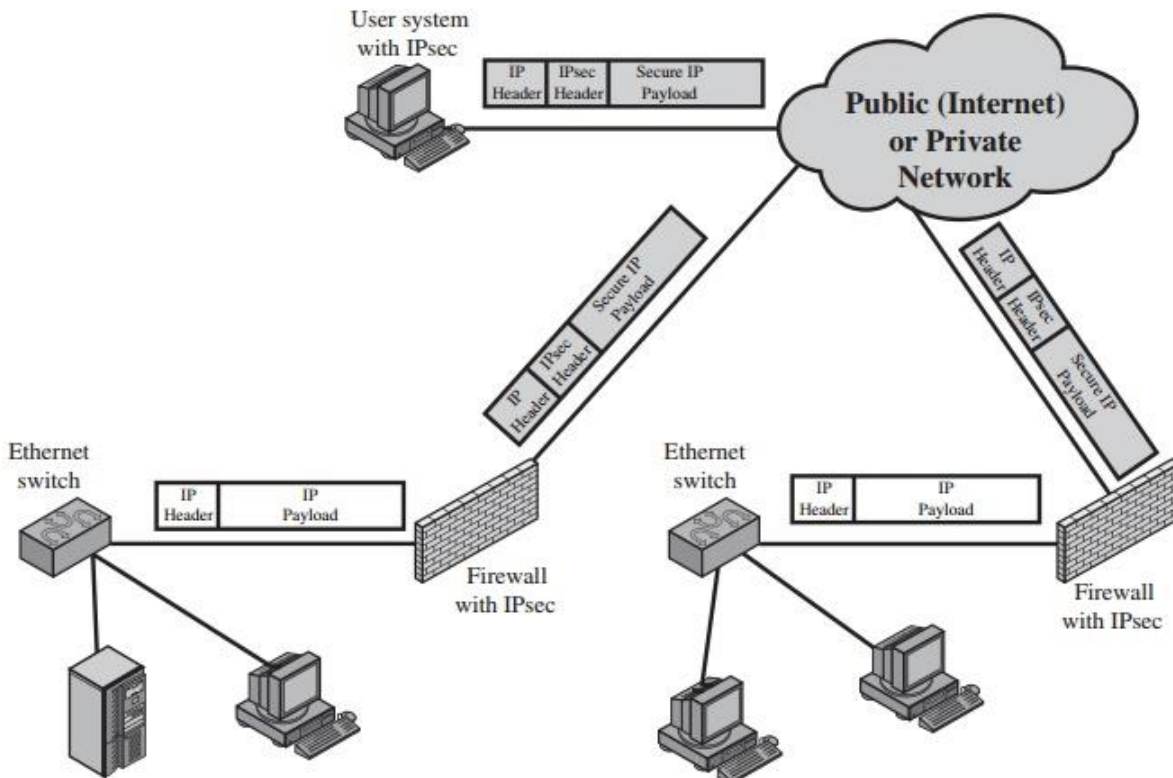 User system
with IPsec
IP
Header
IPsec
Header
Secure IP
Payload
Public (Internet)
or Private
Network
IP
Header
IPsec
Header
Secure IP
Payload
IP
Header
IPsec
Header
Secure IP
Payload
Ethernet
switch
IP
Header
IP
Payload
Firewall
with IPsec
Ethernet
switch
IP
Header
IP
Payload
Firewall
with IPsec